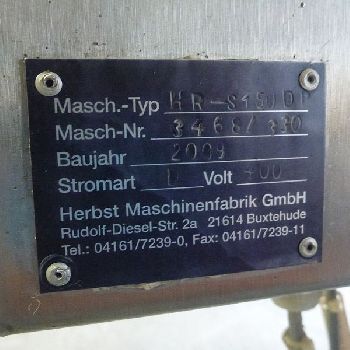 Masch.-Typ HR-S450DP
Masch-Nr. 3468/330
Baujahr 2009
Stromart D Volt 400
Herbst Maschinenfabrik GmbH
Rudolf-Diesel-Str. 2a 21614 Buxtehude
Tel.: 04161/7239-0, Fax: 04161/7239-11